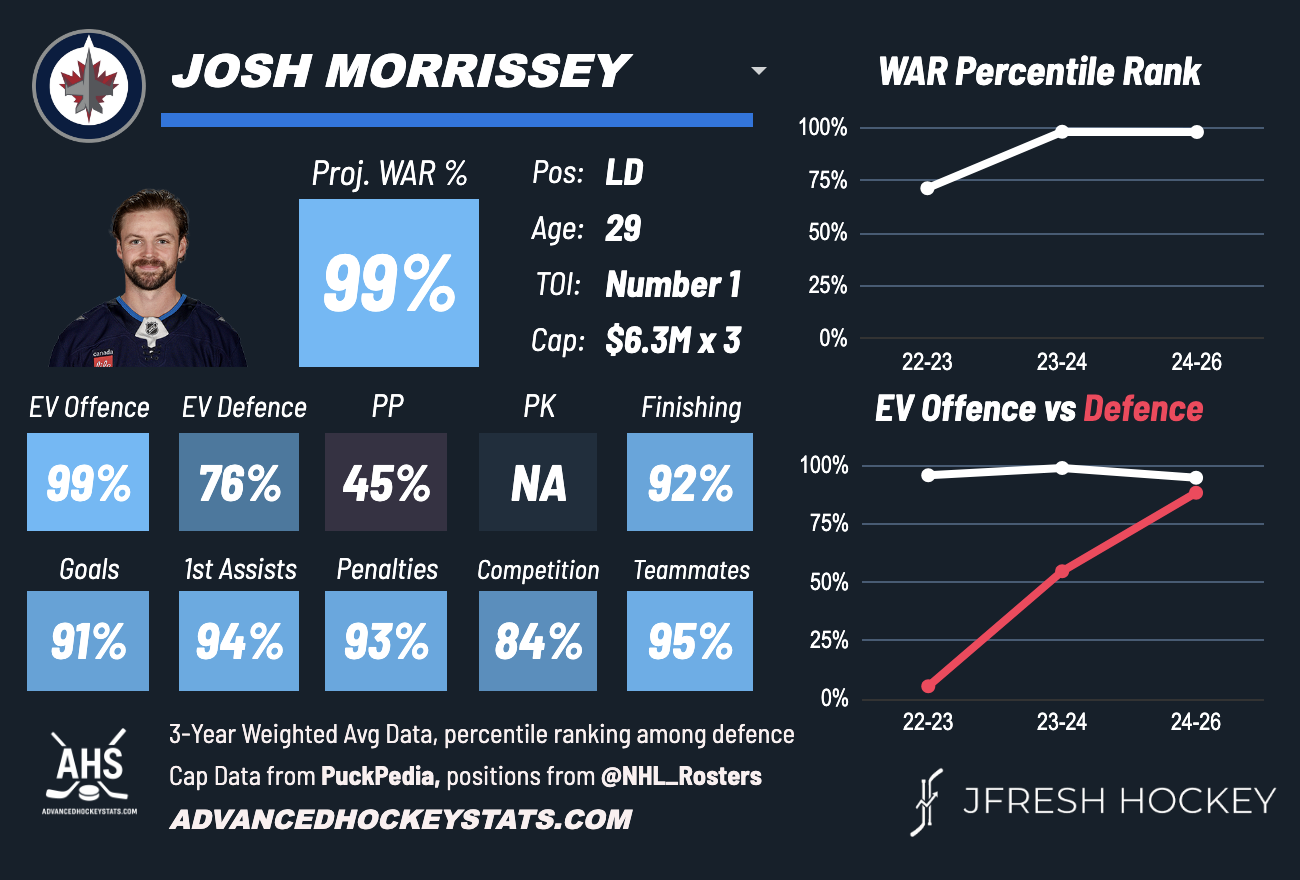 JOSH MORRISSEY
Proj. WAR %
99%
Pos: LD
Age: 29
TOI: Number 1
Cap: $6.3M x 3
canada
EV Offence EV Defence PP PK Finishing
99% 76% 45% NA 92%
Goals 1st Assists Penalties Competition Teammates
91% 94% 93% 84% 95%
WAR Percentile Rank
100%
75%
50%
25%
0%
22-23 23-24 24-26
EV Offence vs Defence
100%
75%
50%
25%
0%
22-23 23-24 24-26
AHS
ADVANCEDHOCKEYSTATS.COM
3-Year Weighted Avg Data, percentile ranking among defence
Cap Data from PuckPedia, positions from @NHL_Rosters
ADVANCEDHOCKEYSTATS.COM
JFRESH HOCKEY